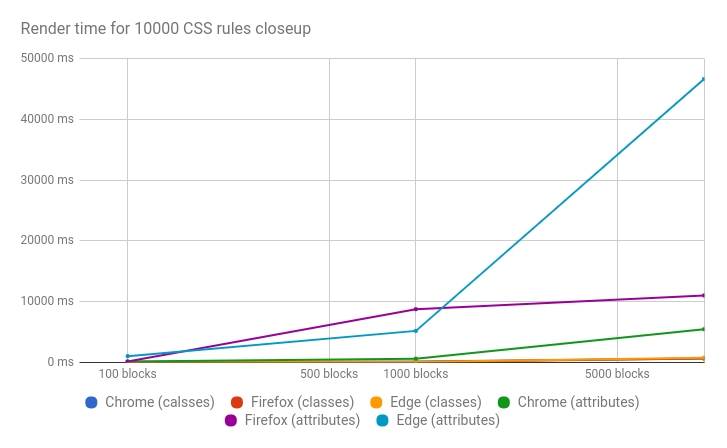 Render time for 10000 CSS rules closeup
50000 ms
40000 ms
30000 ms
20000 ms
10000 ms
0 ms
100 blocks 500 blocks 1000 blocks 5000 blocks
Chrome (calsses) Firefox (classes) Edge (classes) Chrome (attributes)
Firefox (attributes) Edge (attributes)